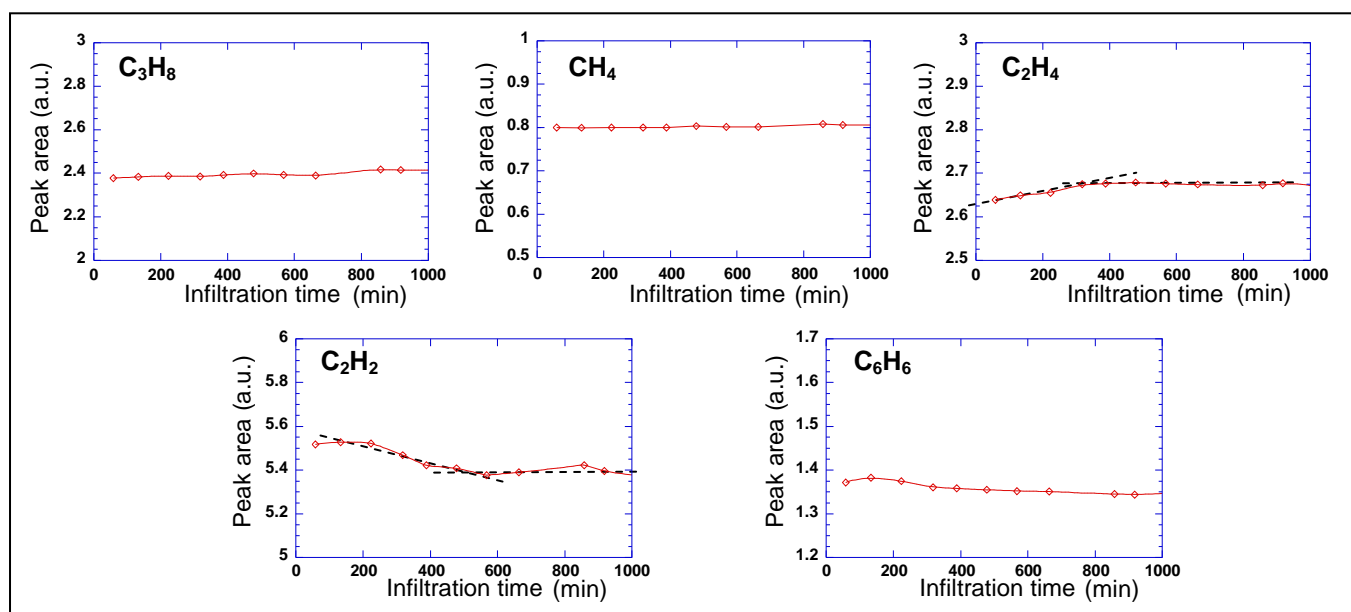 C3H8
Peak area (a.u.)
3
2.8
2.6
2.4
2.2
2
0 200 400 600 800 1000
Infiltration time (min)
CH4
Peak area (a.u.)
1
0.9
0.8
0.7
0.6
0.5
0 200 400 600 800 1000
Infiltration time (min)
C2H4
Peak area (a.u.)
3
2.9
2.8
2.7
2.6
2.5
0 200 400 600 800 1000
Infiltration time (min)
C2H2
Peak area (a.u.)
6
5.8
5.6
5.4
5.2
5
0 200 400 600 800 1000
Infiltration time (min)
C6H6
Peak area (a.u.)
1.7
1.6
1.5
1.4
1.3
1.2
0 200 400 600 800 1000
Infiltration time (min)